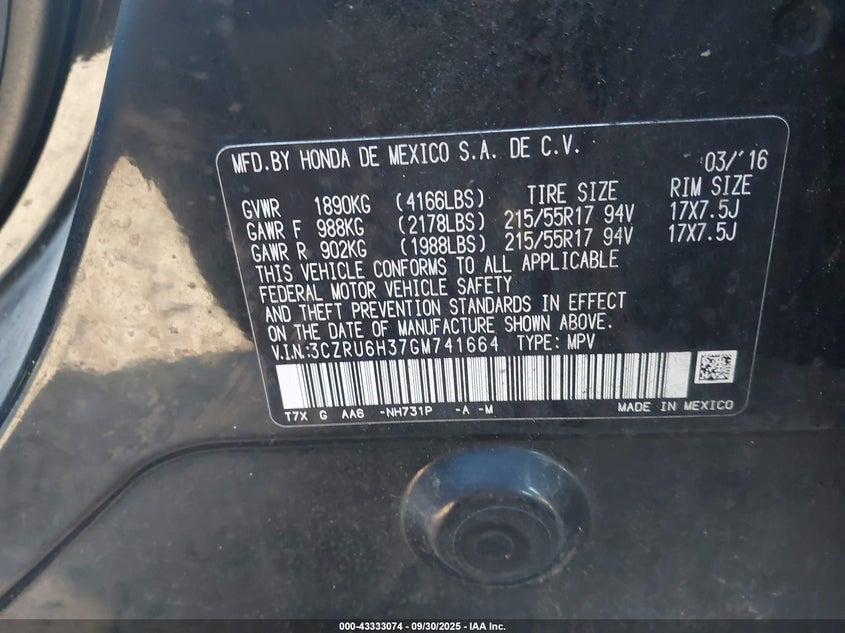 MFD.BY HONDA DE MEXICO S.A. DE C.V. 03/'16
GVWR 1890KG (4166LBS) TIRE SIZE RIM SIZE
GAWR F 988KG (2178LBS) 215/55R17 94V 17X7.5J
GAWR R 902KG (1988LBS) 215/55R17 94V 17X7.5J
THIS VEHICLE CONFORMS TO ALL APPLICABLE
FEDERAL MOTOR VEHICLE SAFETY
AND THEFT PREVENTION STANDARDS IN EFFECT
ON THE DATE OF MANUFACTURE SHOWN ABOVE.
V.I.N:3CZRU6H37GM741664 TYPE: MPV
T7X G AA6 -NH731P -A -M MADE IN MEXICO
000-43333074 - 09/30/2025 - IAA Inc.